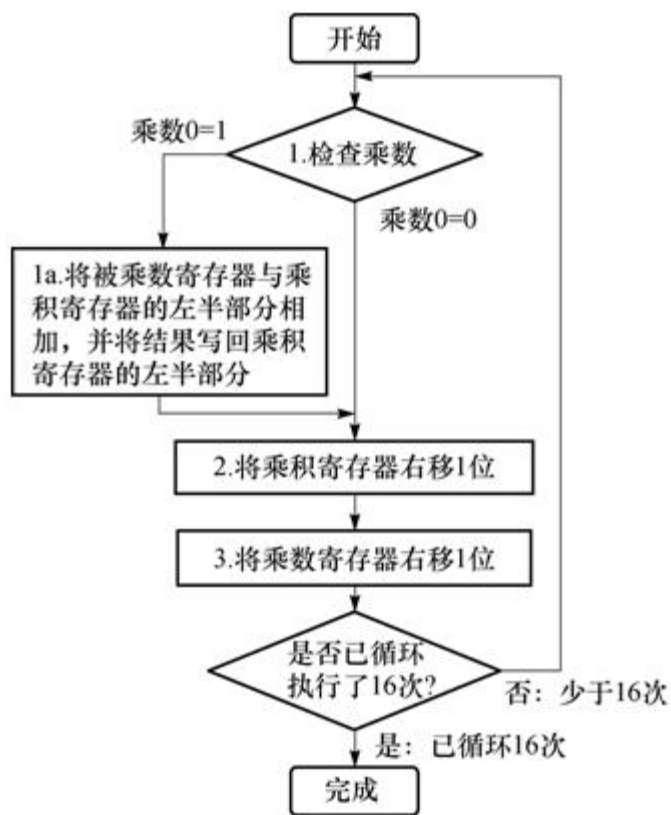 开始
乘数0=1
1.检查乘数
乘数0=0
1a.将被乘数寄存器与乘
积寄存器的左半部分相
加，并将结果写回乘积
寄存器的左半部分
2.将乘积寄存器右移1位
3.将乘数寄存器右移1位
是否已循环
执行了16次?
否：少于16次
是：已循环16次
完成